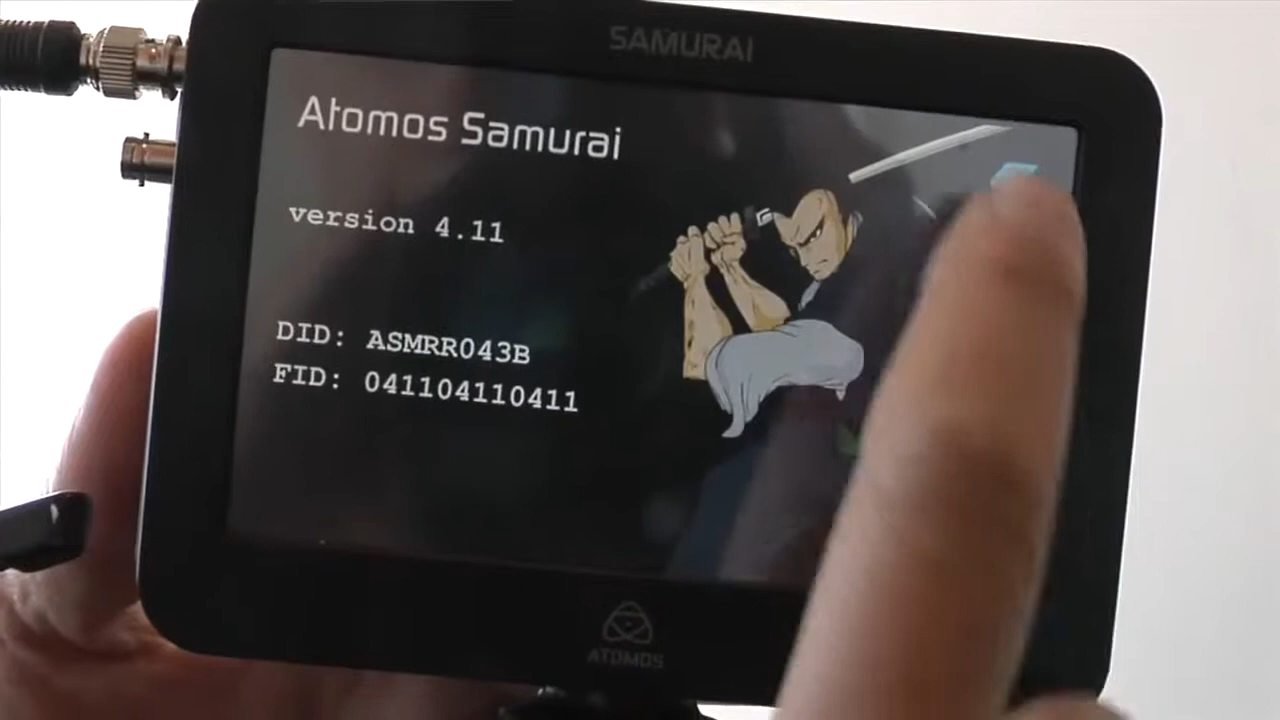 SAMURAI
Atomos Samurai
version 4.11
DID: ASMRR043B
FID: 041104110411
ATOMOS